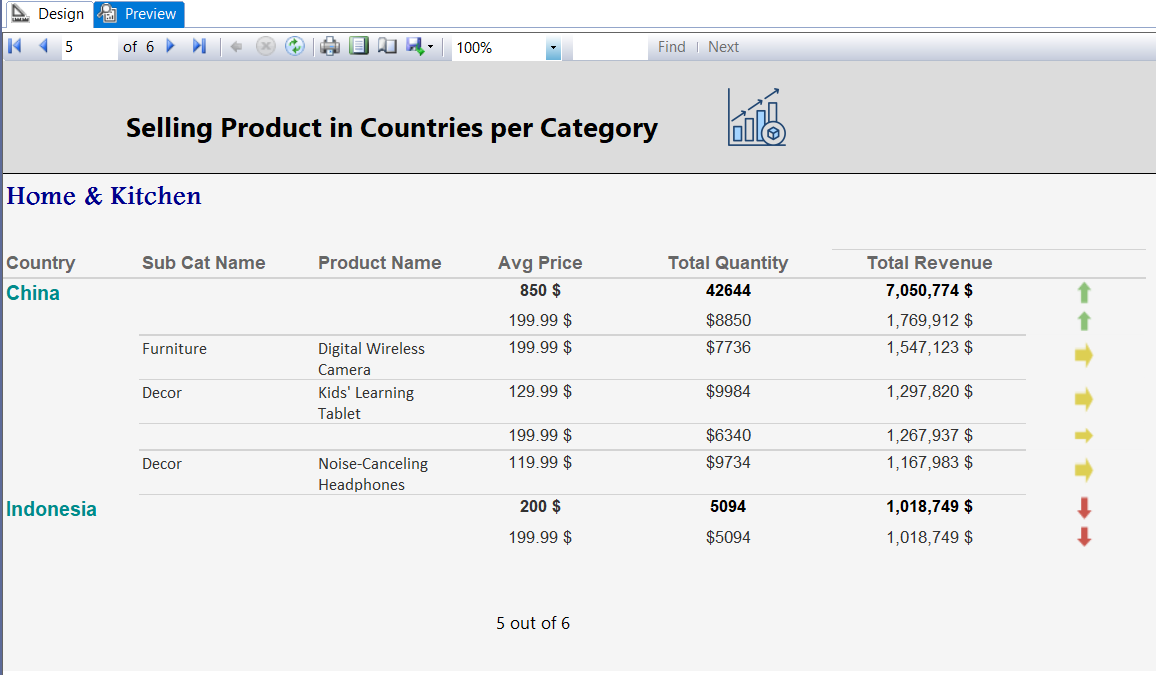 Design Preview
5 of 6 100% Find | Next
Selling Product in Countries per Category
Home & Kitchen
Country Sub Cat Name Product Name Avg Price Total Quantity Total Revenue
China 850 $ 42644 7,050,774 $
199.99 $ $8850 1,769,912 $
Furniture Digital Wireless 199.99 $ $7736 1,547,123 $
Camera
Decor Kids' Learning 129.99 $ $9984 1,297,820 $
Tablet
199.99 $ $6340 1,267,937 $
Decor Noise-Canceling 119.99 $ $9734 1,167,983 $
Headphones
Indonesia 200 $ 5094 1,018,749 $
199.99 $ $5094 1,018,749 $
5 out of 6